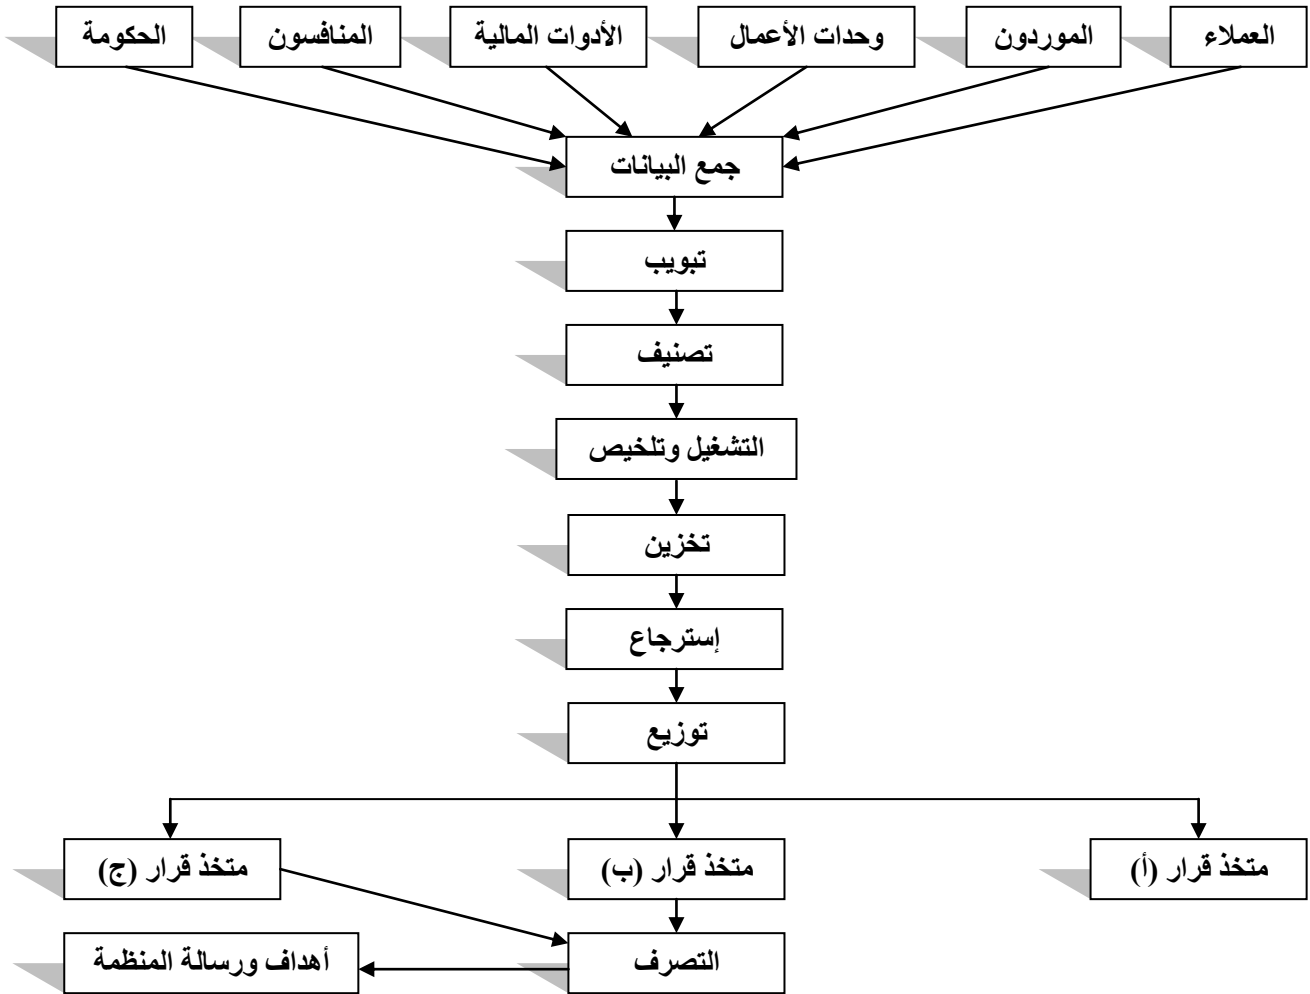 العملاء
الموردون
وحدات الأعمال
الأدوات المالية
المنافسون
الحكومة
جمع البيانات
تبويب
تصنيف
التشغيل وتلخيص
تخزين
إسترجاع
توزيع
متخذ قرار (أ)
متخذ قرار (ب)
متخذ قرار (ج)
التصرف
أهداف ورسالة المنظمة